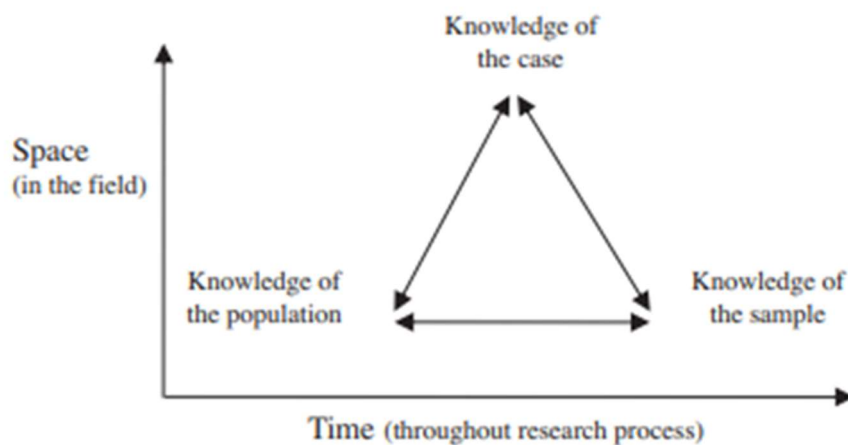 Knowledge of
the case
Space
(in the field)
Knowledge of
the population
Knowledge of
the sample
Time (throughout research process)